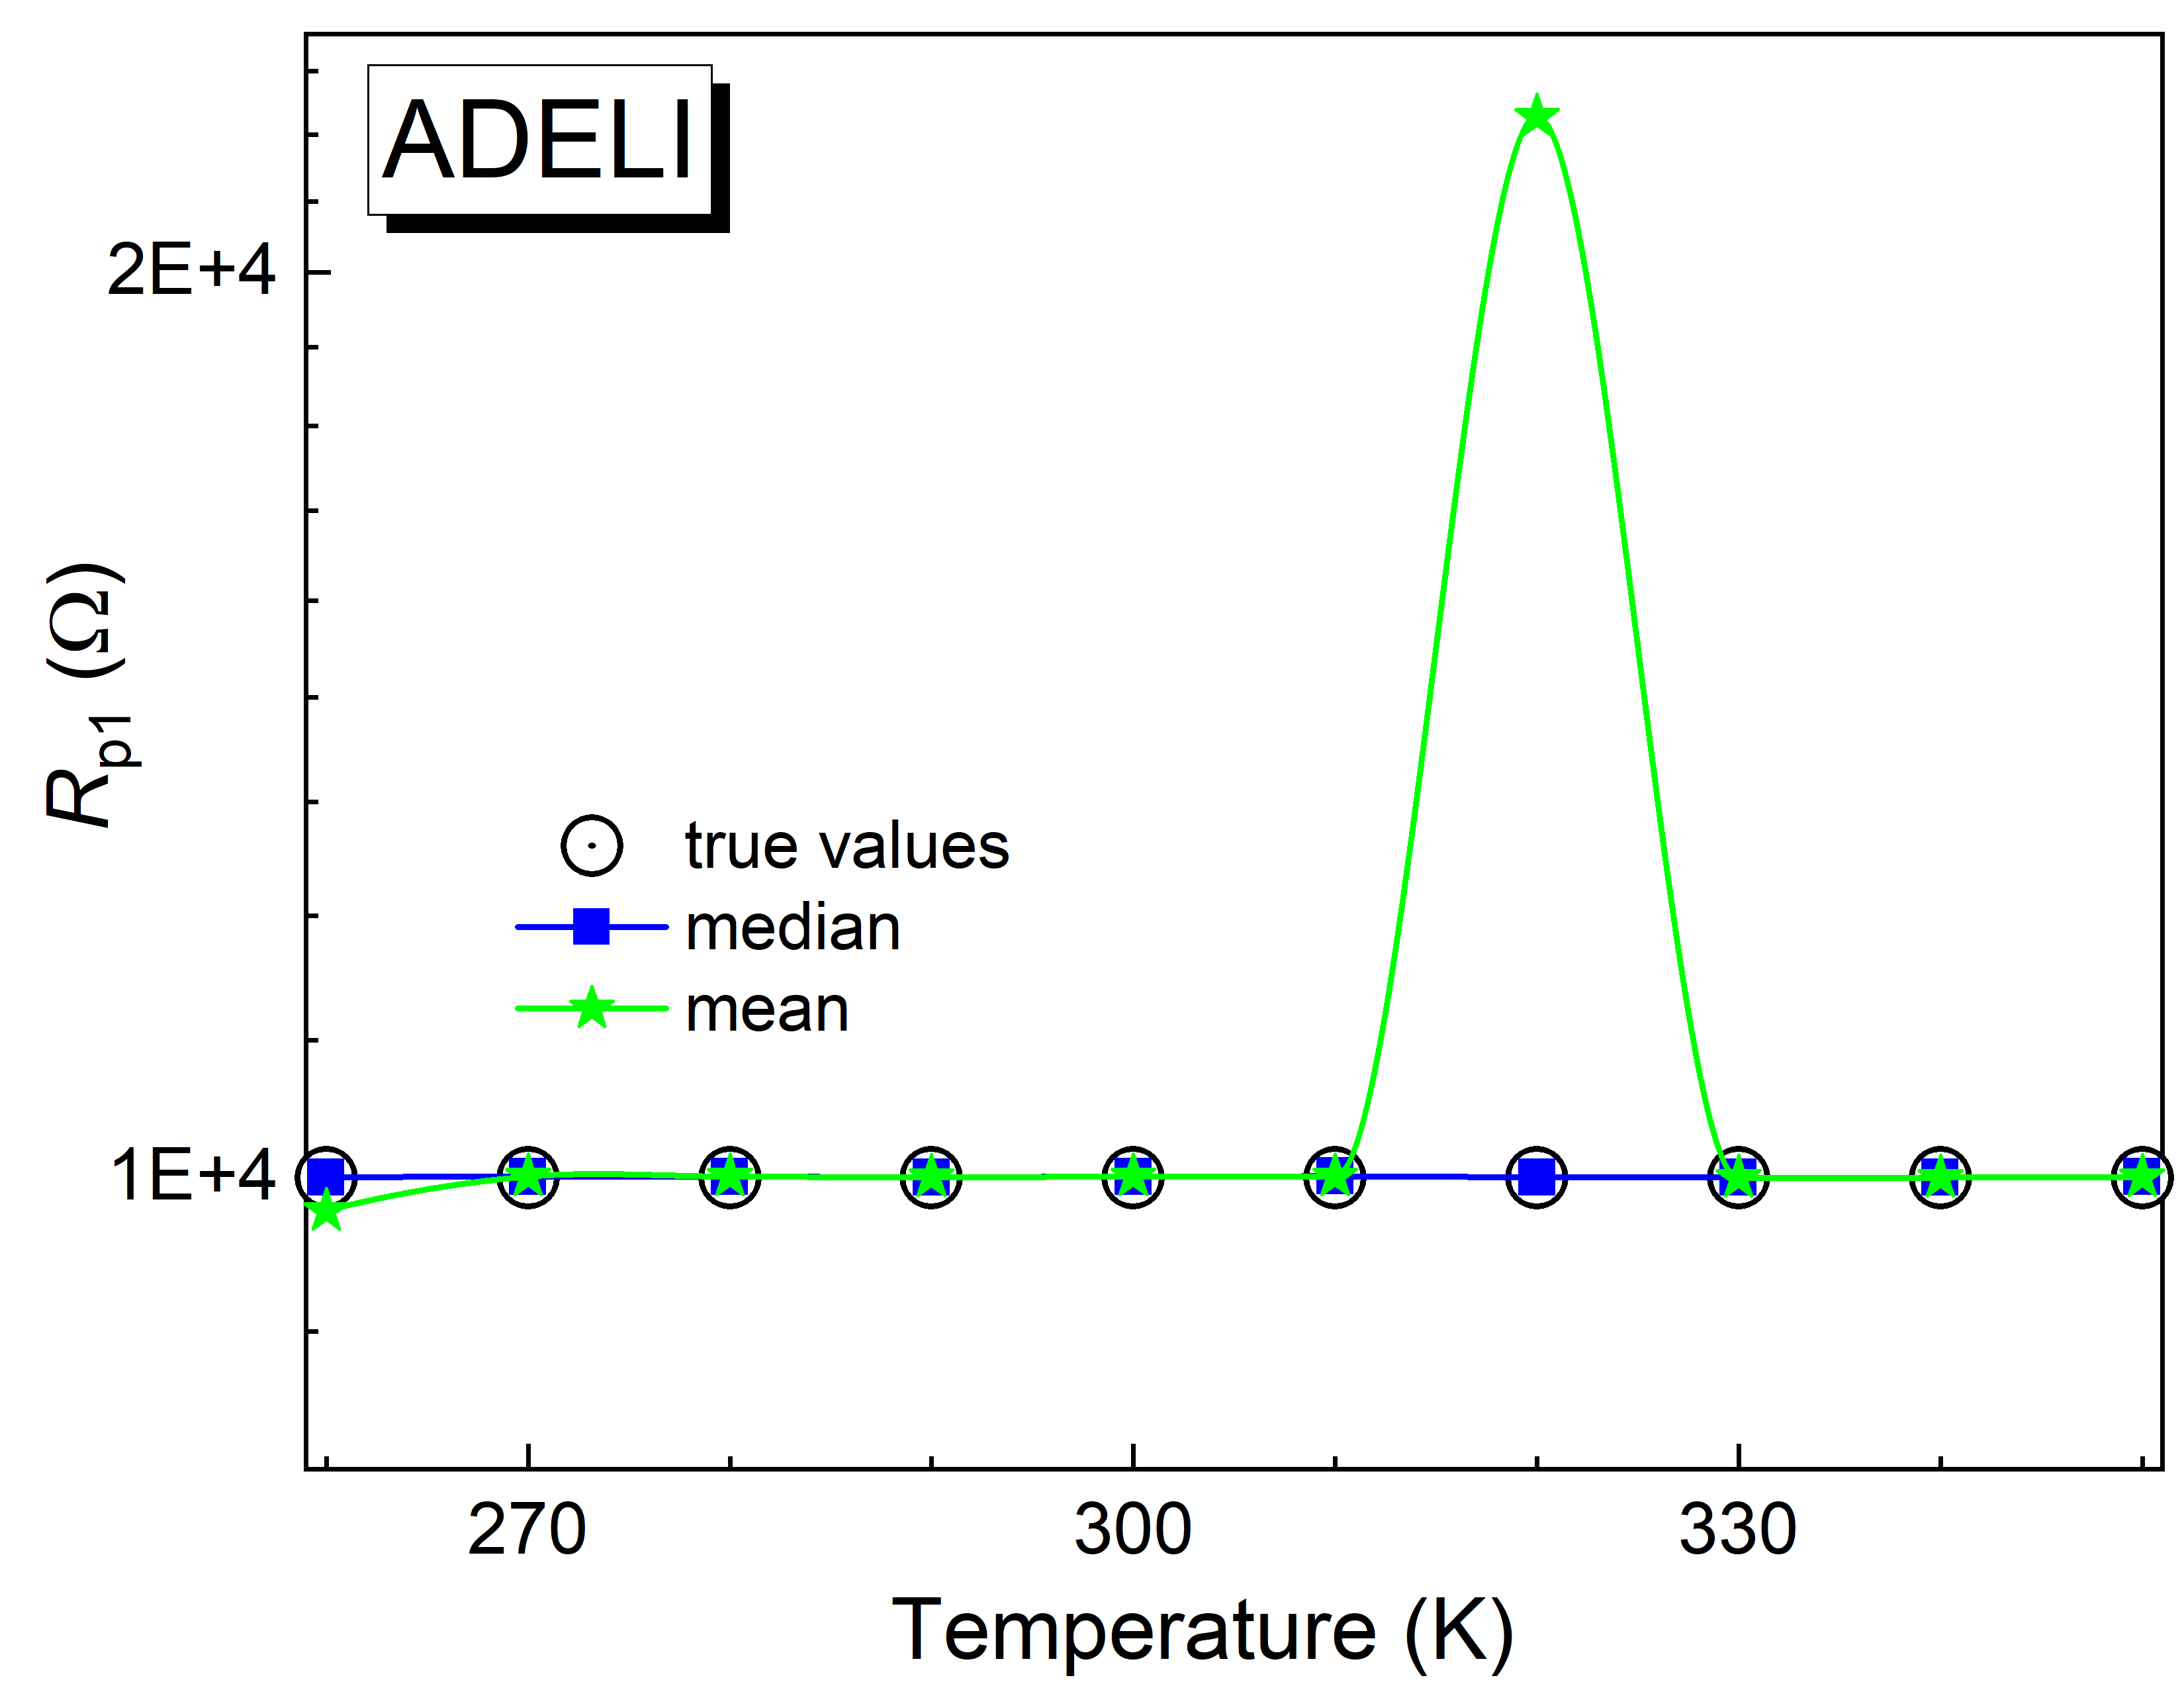 ADELI
2E+4
1E+4
Rp1 (Ω)
true values
median
mean
270 300 330
Temperature (K)